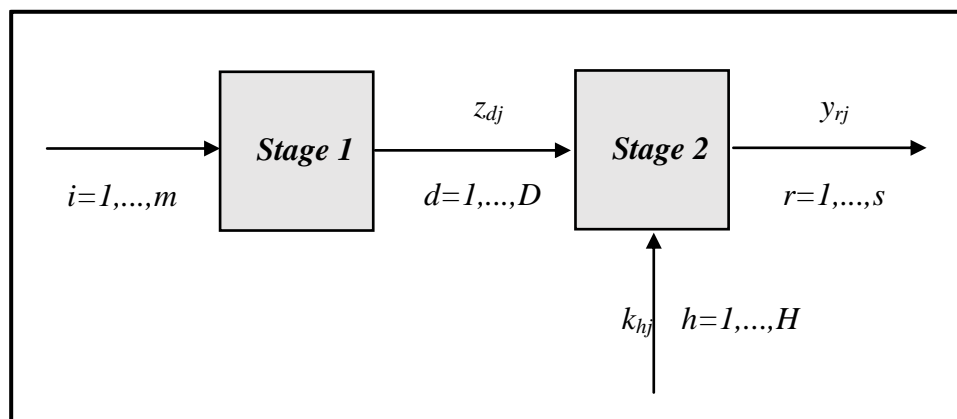 z_dj
y_rj
Stage 1
Stage 2
i=1,...,m
d=1,...,D
r=1,...,s
k_hj
h=1,...,H